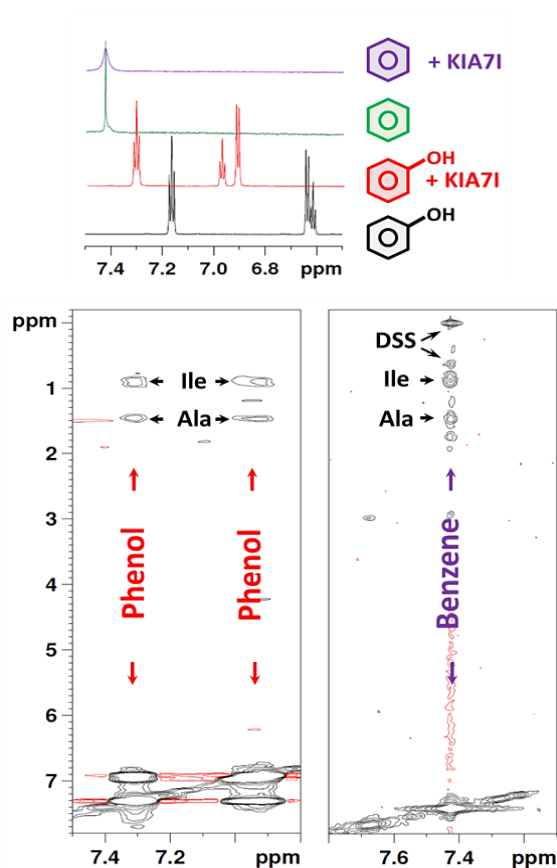 + KIA7I
OH
+ KIA7I
OH
7.4 7.2 7.0 6.8 ppm
ppm
1
2
3
4
5
6
7
Ile
Ala
Phenol Phenol
7.4 7.2 ppm
DSS
Ile
Ala
Benzene
7.6 7.4 ppm